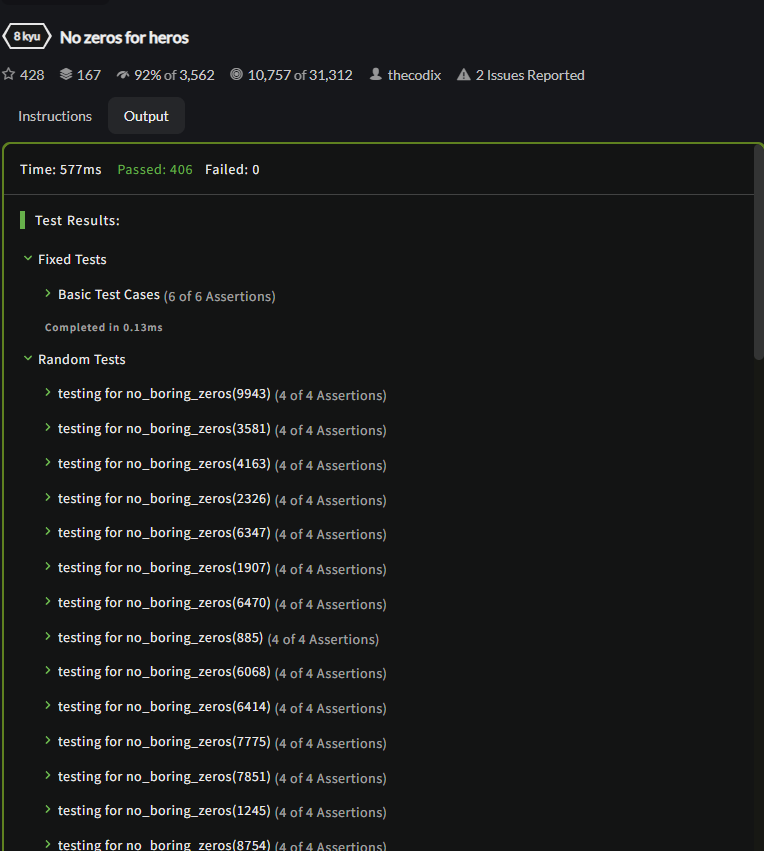 8 kyu No zeros for heros
428 167 92% of 3,562 10,757 of 31,312 thecodix 2 Issues Reported
Instructions Output
Time: 577ms Passed: 406 Failed: 0
Test Results:
Fixed Tests
Basic Test Cases (6 of 6 Assertions)
Completed in 0.13ms
Random Tests
testing for no_boring_zeros(9943) (4 of 4 Assertions)
testing for no_boring_zeros(3581) (4 of 4 Assertions)
testing for no_boring_zeros(4163) (4 of 4 Assertions)
testing for no_boring_zeros(2326) (4 of 4 Assertions)
testing for no_boring_zeros(6347) (4 of 4 Assertions)
testing for no_boring_zeros(1907) (4 of 4 Assertions)
testing for no_boring_zeros(6470) (4 of 4 Assertions)
testing for no_boring_zeros(885) (4 of 4 Assertions)
testing for no_boring_zeros(6068) (4 of 4 Assertions)
testing for no_boring_zeros(6414) (4 of 4 Assertions)
testing for no_boring_zeros(7775) (4 of 4 Assertions)
testing for no_boring_zeros(7851) (4 of 4 Assertions)
testing for no_boring_zeros(1245) (4 of 4 Assertions)
testing for no_boring_zeros(8754) (4 of 4 Assertions)